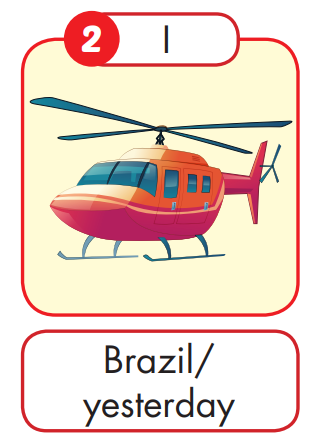 2 I
Brazil/
yesterday